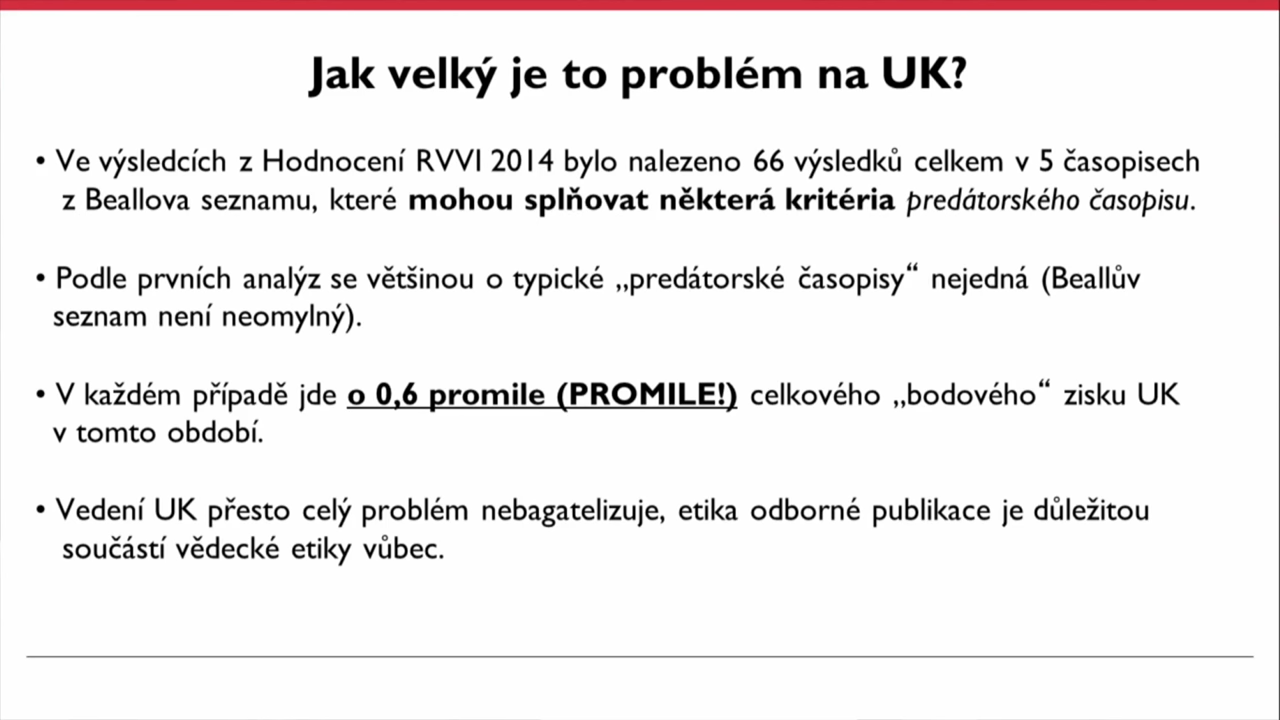 Jak velký je to problém na UK?
• Ve výsledcích z Hodnocení RVVI 2014 bylo nalezeno 66 výsledků celkem v 5 časopisech
z Beallova seznamu, které mohou splňovat některá kritéria predátorského časopisu.
• Podle prvních analýz se většinou o typické „predátorské časopisy“ nejedná (Beallův
seznam není neomylný).
• V každém případě jde o 0,6 promile (PROMILE!) celkového „bodového“ zisku UK
v tomto období.
• Vedení UK přesto celý problém nebagatelizuje, etika odborné publikace je důležitou
součástí vědecké etiky vůbec.